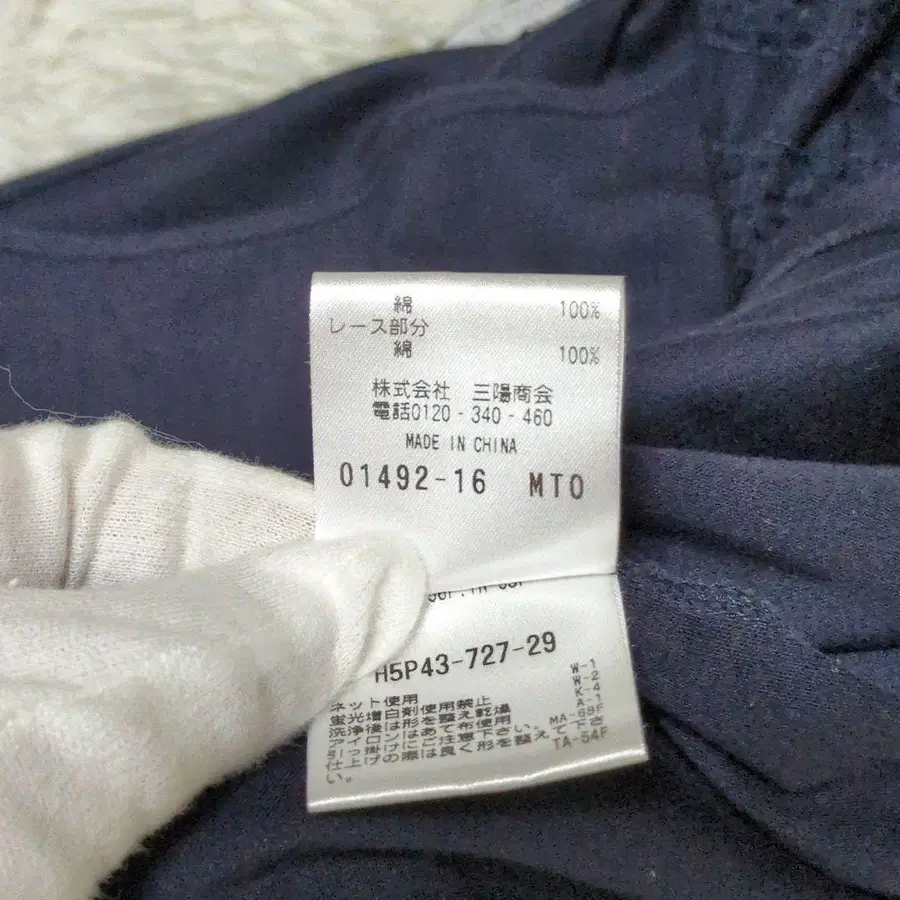 綿 100%
レース部分
綿 100%
株式会社 三陽商会
電話0120-340-460
MADE IN CHINA
01492-16 MTO
H5P43-727-29
W-1
W-2
K-4
A-1
MA-68F
TA-54F
ネット使用
蛍光増白剤使用禁止
洗浄後は形を整え乾燥
アイロンはあて布使用